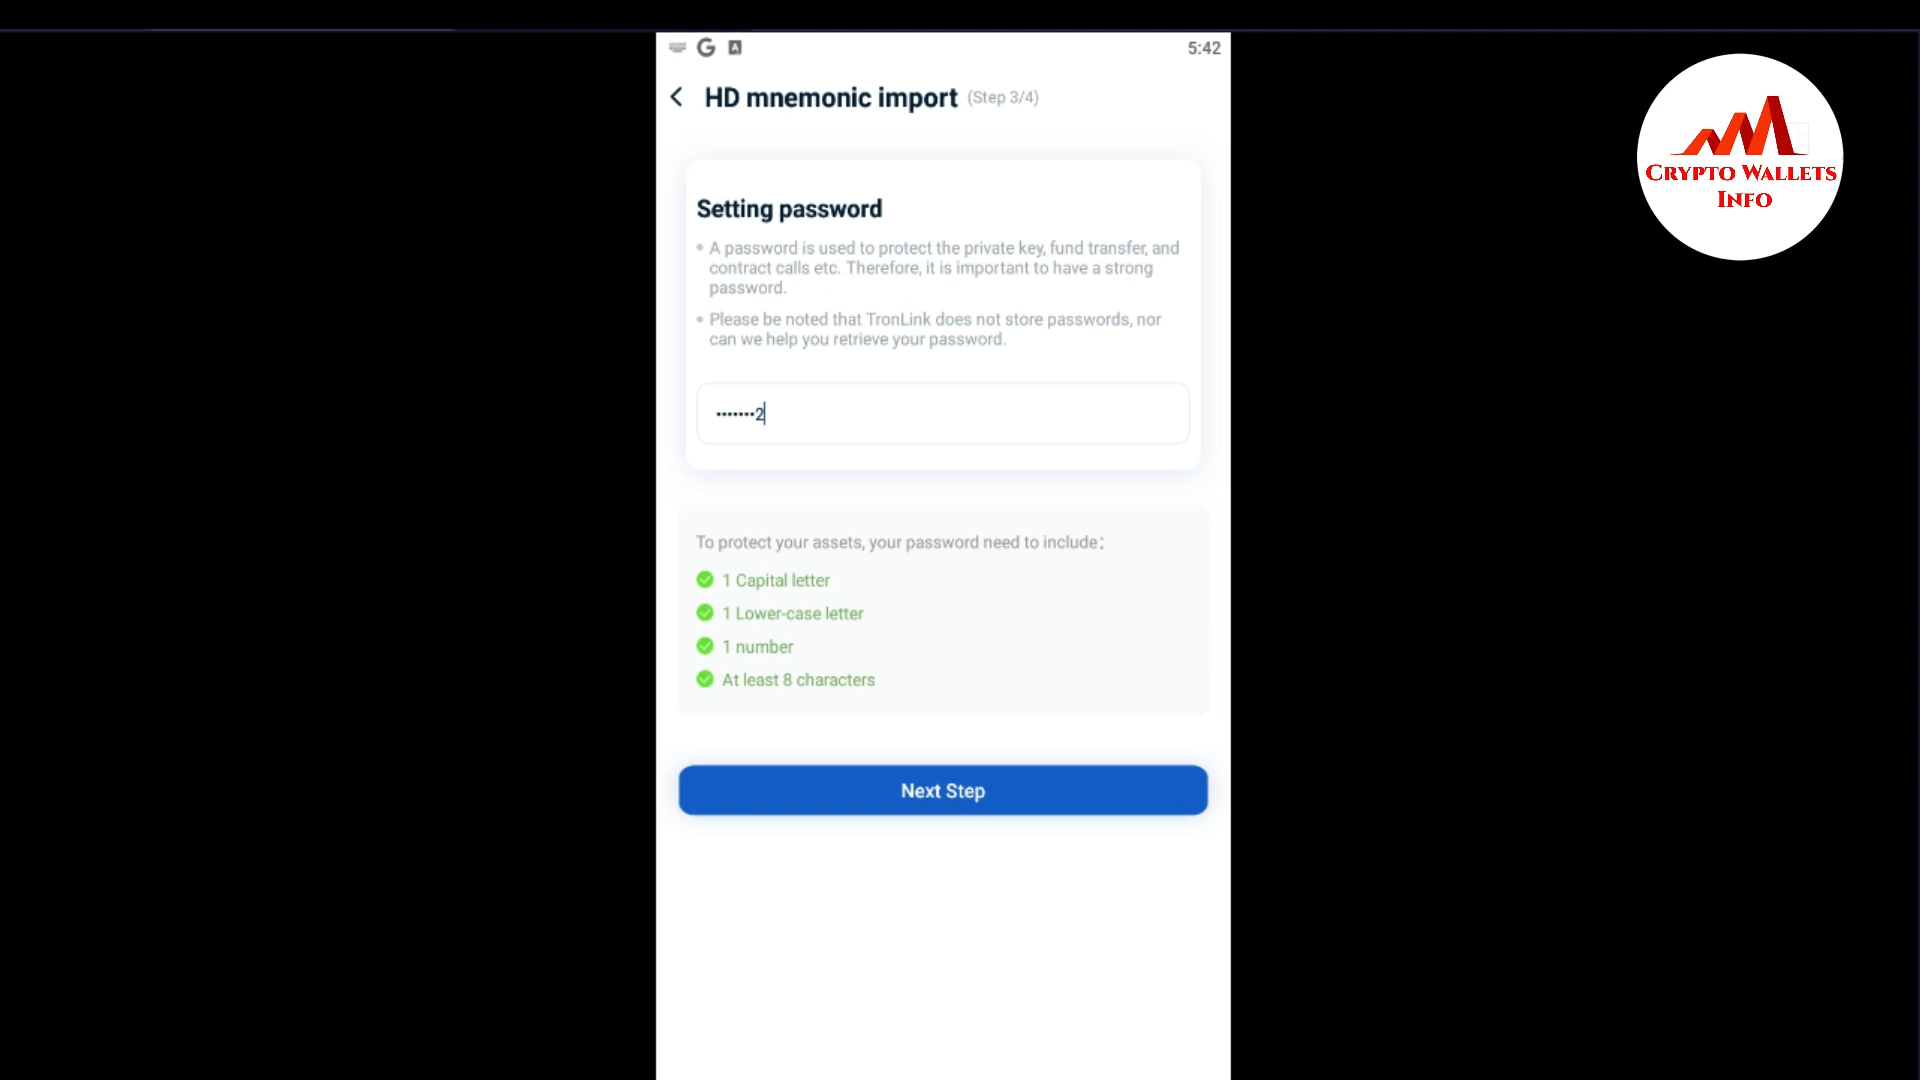 5:42
HD mnemonic import (Step 3/4)
CRYPTO WALLETS
INFO
Setting password
A password is used to protect the private key, fund transfer, and
contract calls etc. Therefore, it is important to have a strong
password.
Please be noted that TronLink does not store passwords, nor
can we help you retrieve your password.
•••••••2
To protect your assets, your password need to include:
1 Capital letter
1 Lower-case letter
1 number
At least 8 characters
Next Step